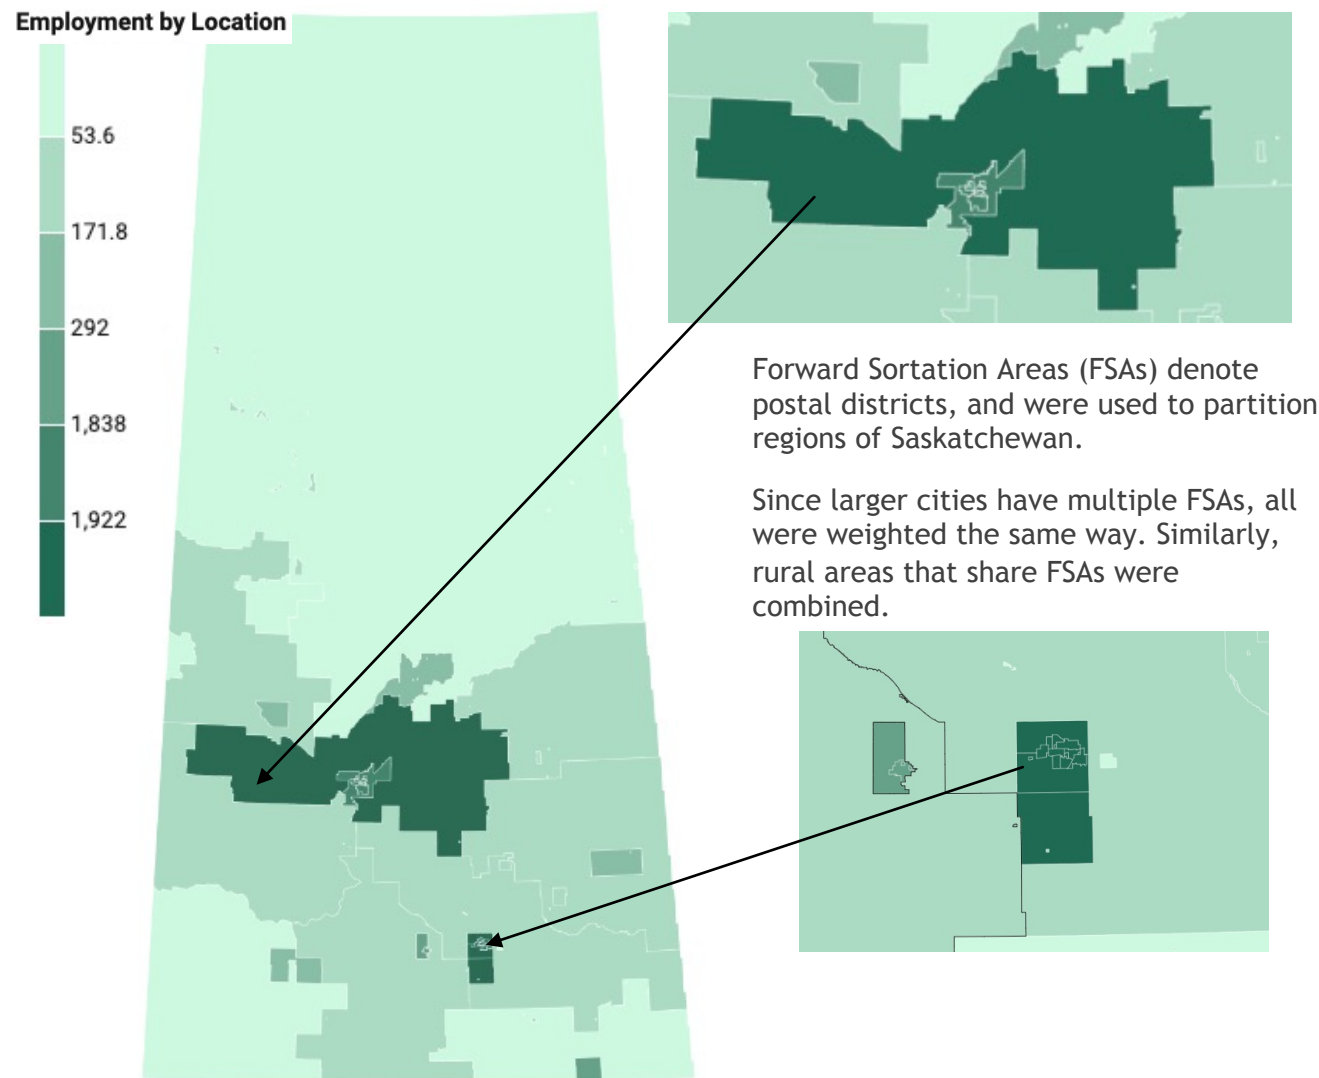 Employment by Location
53.6
171.8
292
1,838
1,922
Forward Sortation Areas (FSAs) denote
postal districts, and were used to partition
regions of Saskatchewan.
Since larger cities have multiple FSAs, all
were weighted the same way. Similarly,
rural areas that share FSAs were
combined.